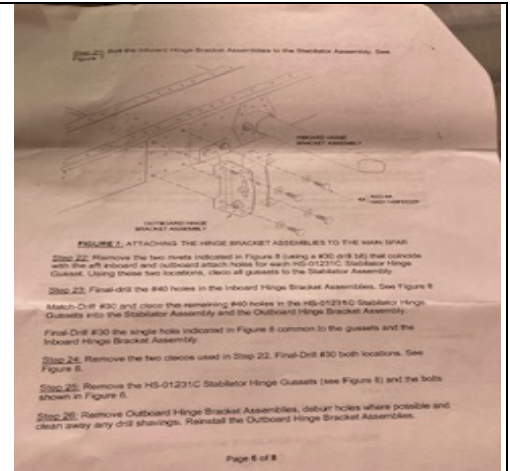 Step 21: Bolt the Inboard Hinge Bracket Assemblies to the Stabilator Assembly. See
Figure 7.
INBOARD HINGE
BRACKET ASSEMBLY
OUTBOARD HINGE
BRACKET ASSEMBLY
FIGURE 7: ATTACHING THE HINGE BRACKET ASSEMBLIES TO THE MAIN SPAR
Step 22: Remove the two rivets indicated in Figure 8 (using a #30 drill bit) that coincide
with the aft inboard and outboard attach holes for each HS-01231C Stabilator Hinge
Gusset. Using these two locations, cleco all gussets to the Stabilator Assembly.
Step 23: Final-drill the #40 holes in the Inboard Hinge Bracket Assemblies. See Figure 8
Match-Drill #30 and cleco the remaining #40 holes in the HS-01231C Stabilator Hinge
Gussets into the Stabilator Assembly and the Outboard Hinge Bracket Assembly.
Final-Drill #30 the single hole indicated in Figure 8 common to the gussets and the
Inboard Hinge Bracket Assembly.
Step 24: Remove the two clecos used in Step 22. Final-Drill #30 both locations. See
Figure 8.
Step 25: Remove the HS-01231C Stabilator Hinge Gussets (see Figure 8) and the bolts
shown in Figure 6.
Step 26: Remove Outboard Hinge Bracket Assemblies, deburr holes where possible and
clean away any drill shavings. Reinstall the Outboard Hinge Bracket Assemblies.
Page 6 of 8